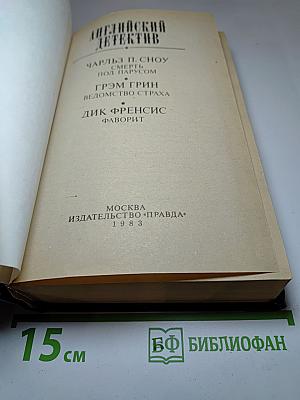 АНГЛИЙСКИЙ
ДЕТЕКТИВ
ЧАРЛЬЗ П. СНОУ
СМЕРТЬ
ПОД ПАРУСОМ
ГРЭМ ГРИН
ВЕДОМСТВО СТРАХА
ДИК ФРЕНСИС
ФАВОРИТ
МОСКВА
ИЗДАТЕЛЬСТВО «ПРАВДА»
1983
15 см
БФ БИБЛИОФАН